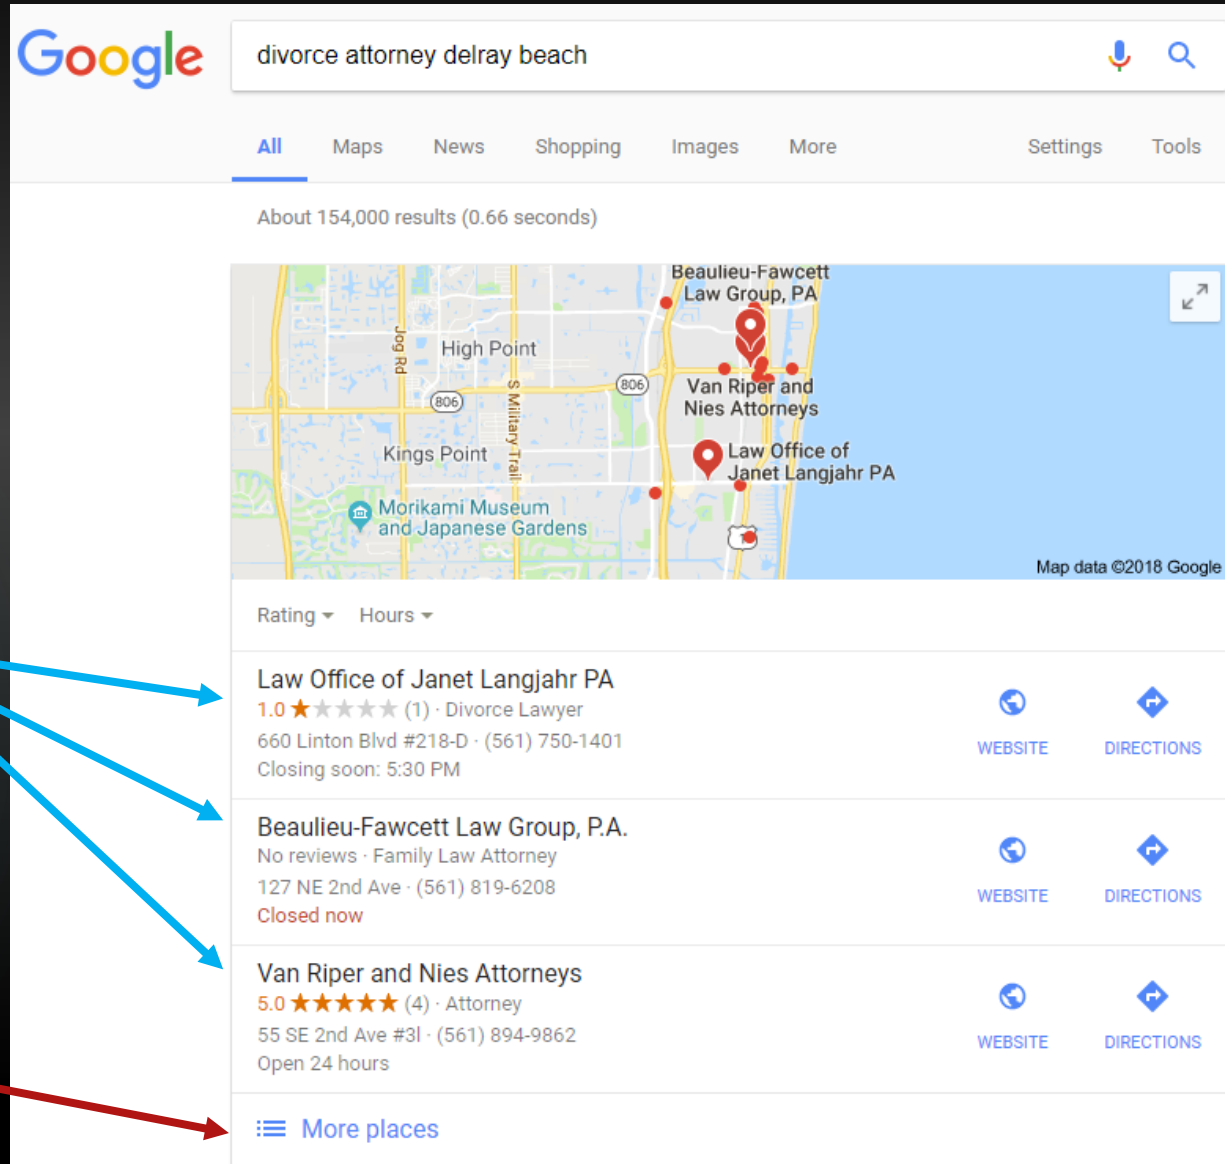 Google
divorce attorney delray beach
All Maps News Shopping Images More Settings Tools
About 154,000 results (0.66 seconds)
Beaulieu-Fawcett
Law Group, PA
Jog Rd
High Point
806
806
S Military Trail
Van Riper and
Nies Attorneys
Kings Point
Law Office of
Janet Langjahr PA
Morikami Museum
and Japanese Gardens
1
Map data ©2018 Google
Rating Hours
Law Office of Janet Langjahr PA
1.0 (1) · Divorce Lawyer
660 Linton Blvd #218-D · (561) 750-1401
Closing soon: 5:30 PM
WEBSITE DIRECTIONS
Beaulieu-Fawcett Law Group, P.A.
No reviews · Family Law Attorney
127 NE 2nd Ave · (561) 819-6208
Closed now
WEBSITE DIRECTIONS
Van Riper and Nies Attorneys
5.0 (4) · Attorney
55 SE 2nd Ave #3l · (561) 894-9862
Open 24 hours
WEBSITE DIRECTIONS
More places